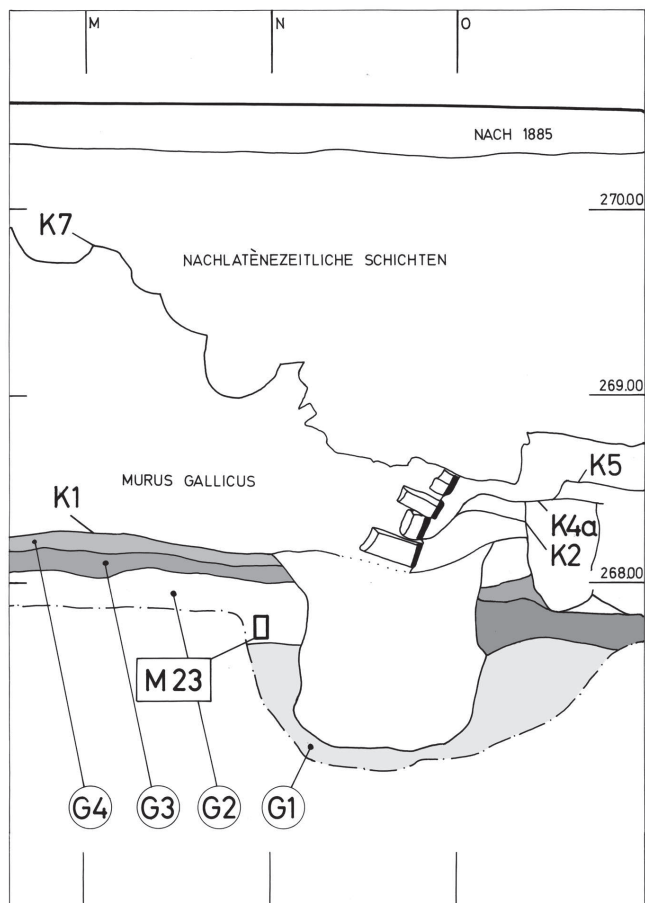 M N O
NACH 1885
270.00
K7
NACHLATÈNEZEITLICHE SCHICHTEN
269.00
MURUS GALLICUS
K5
K1
K4a
K2
268.00
M 23
G4 G3 G2 G1